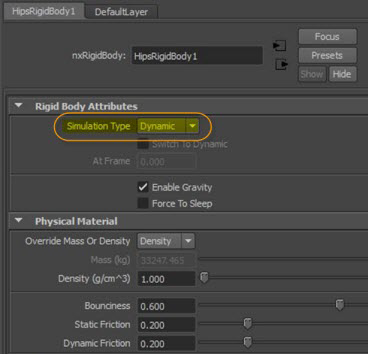 HipsRigidBody1
DefaultLayer
Focus
nxRigidBody: HipsRigidBody1
Presets
Show Hide
Rigid Body Attributes
Simulation Type Dynamic
Switch To Dynamic
At Frame 0.000
Enable Gravity
Force To Sleep
Physical Material
Override Mass Or Density Density
Mass (kg) 33247.465
Density (g/cm^3) 1.000
Bounciness 0.600
Static Friction 0.200
Dynamic Friction 0.200